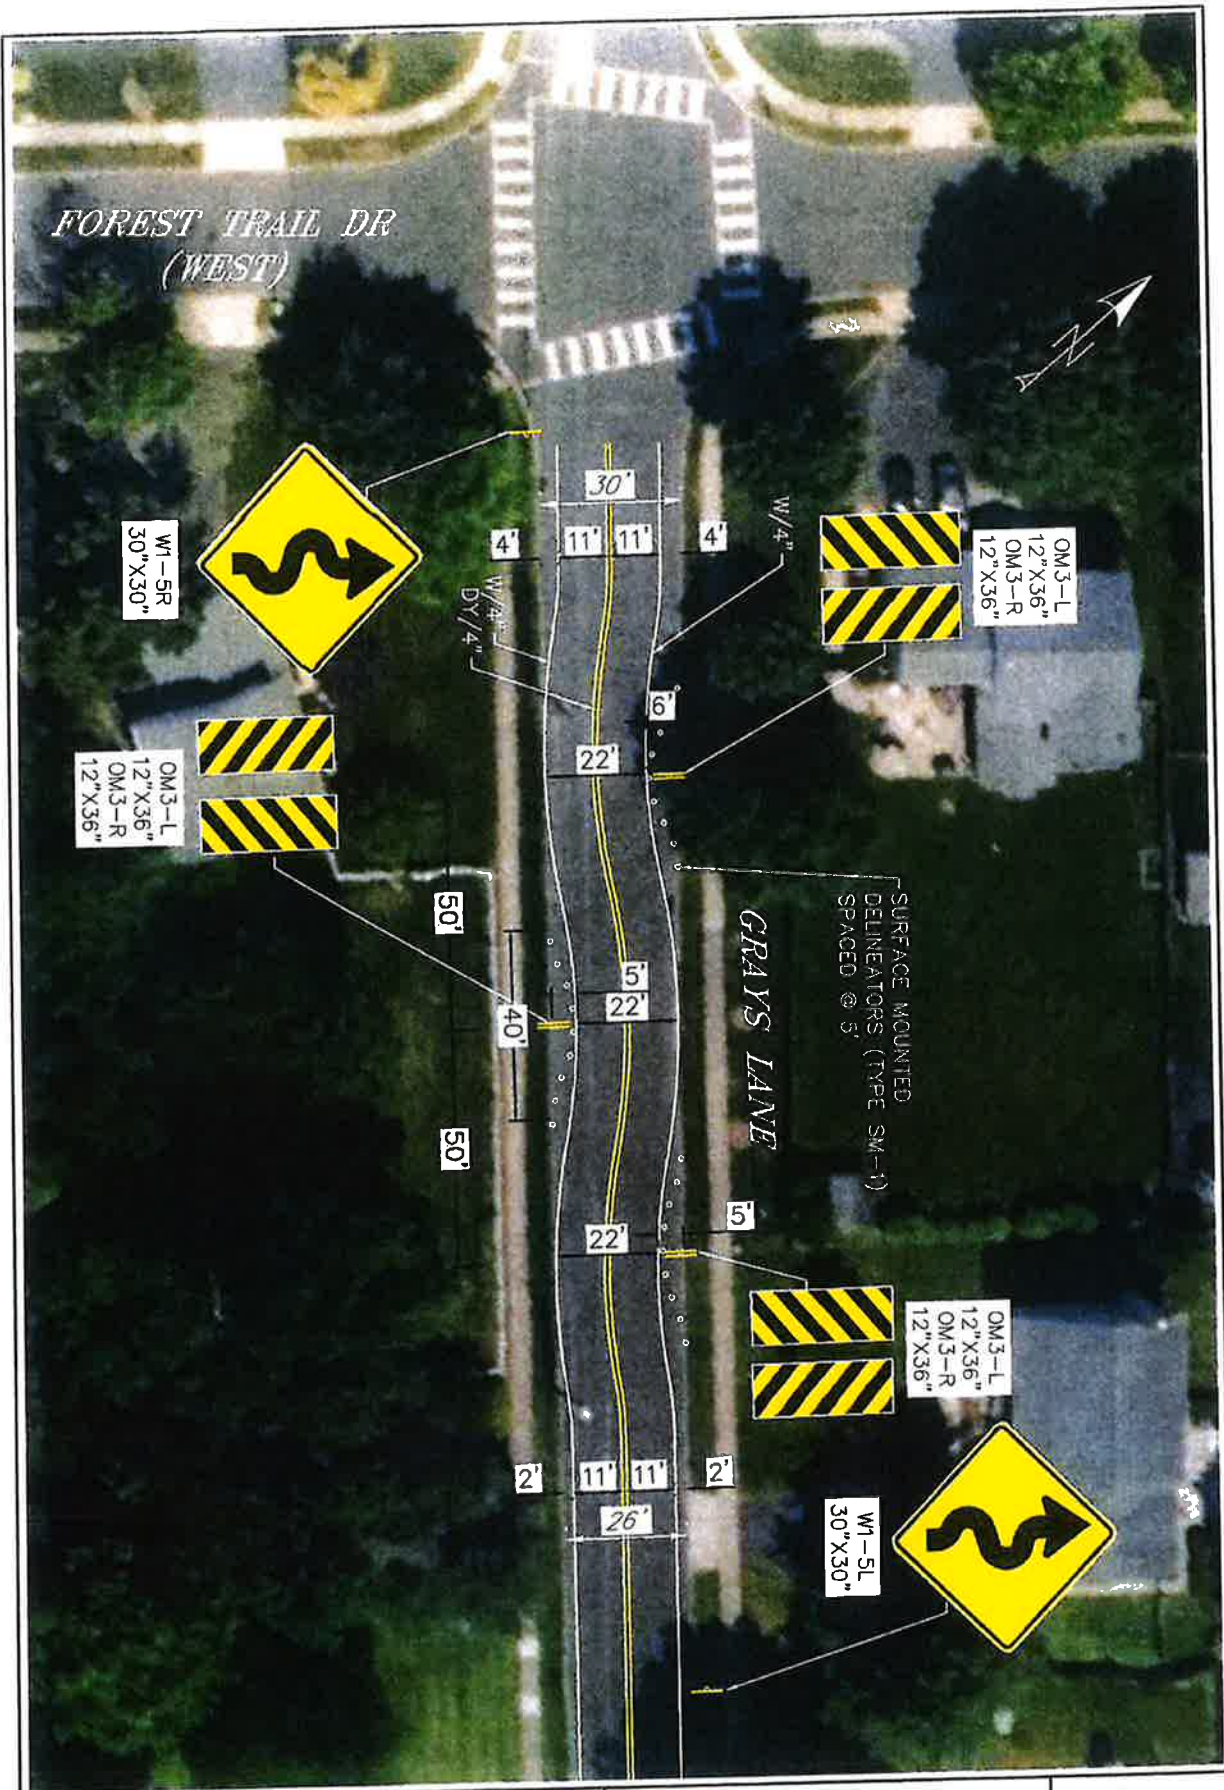 FOREST TRAIL DR
(WEST)
N
30'
4'
11'
11'
4'
W/4"
W/4"
DY/4"
W1-5R
30"X30"
OM3-L
12"X36"
OM3-R
12"X36"
6'
22'
OM3-L
12"X36"
OM3-R
12"X36"
SURFACE MOUNTED
DELINEATORS (TYPE SM-1)
SPACED @ 5'
GRAYS LANE
50'
5'
22'
40'
50'
5'
22'
OM3-L
12"X36"
OM3-R
12"X36"
2'
11'
11'
2'
26'
W1-5L
30"X30"